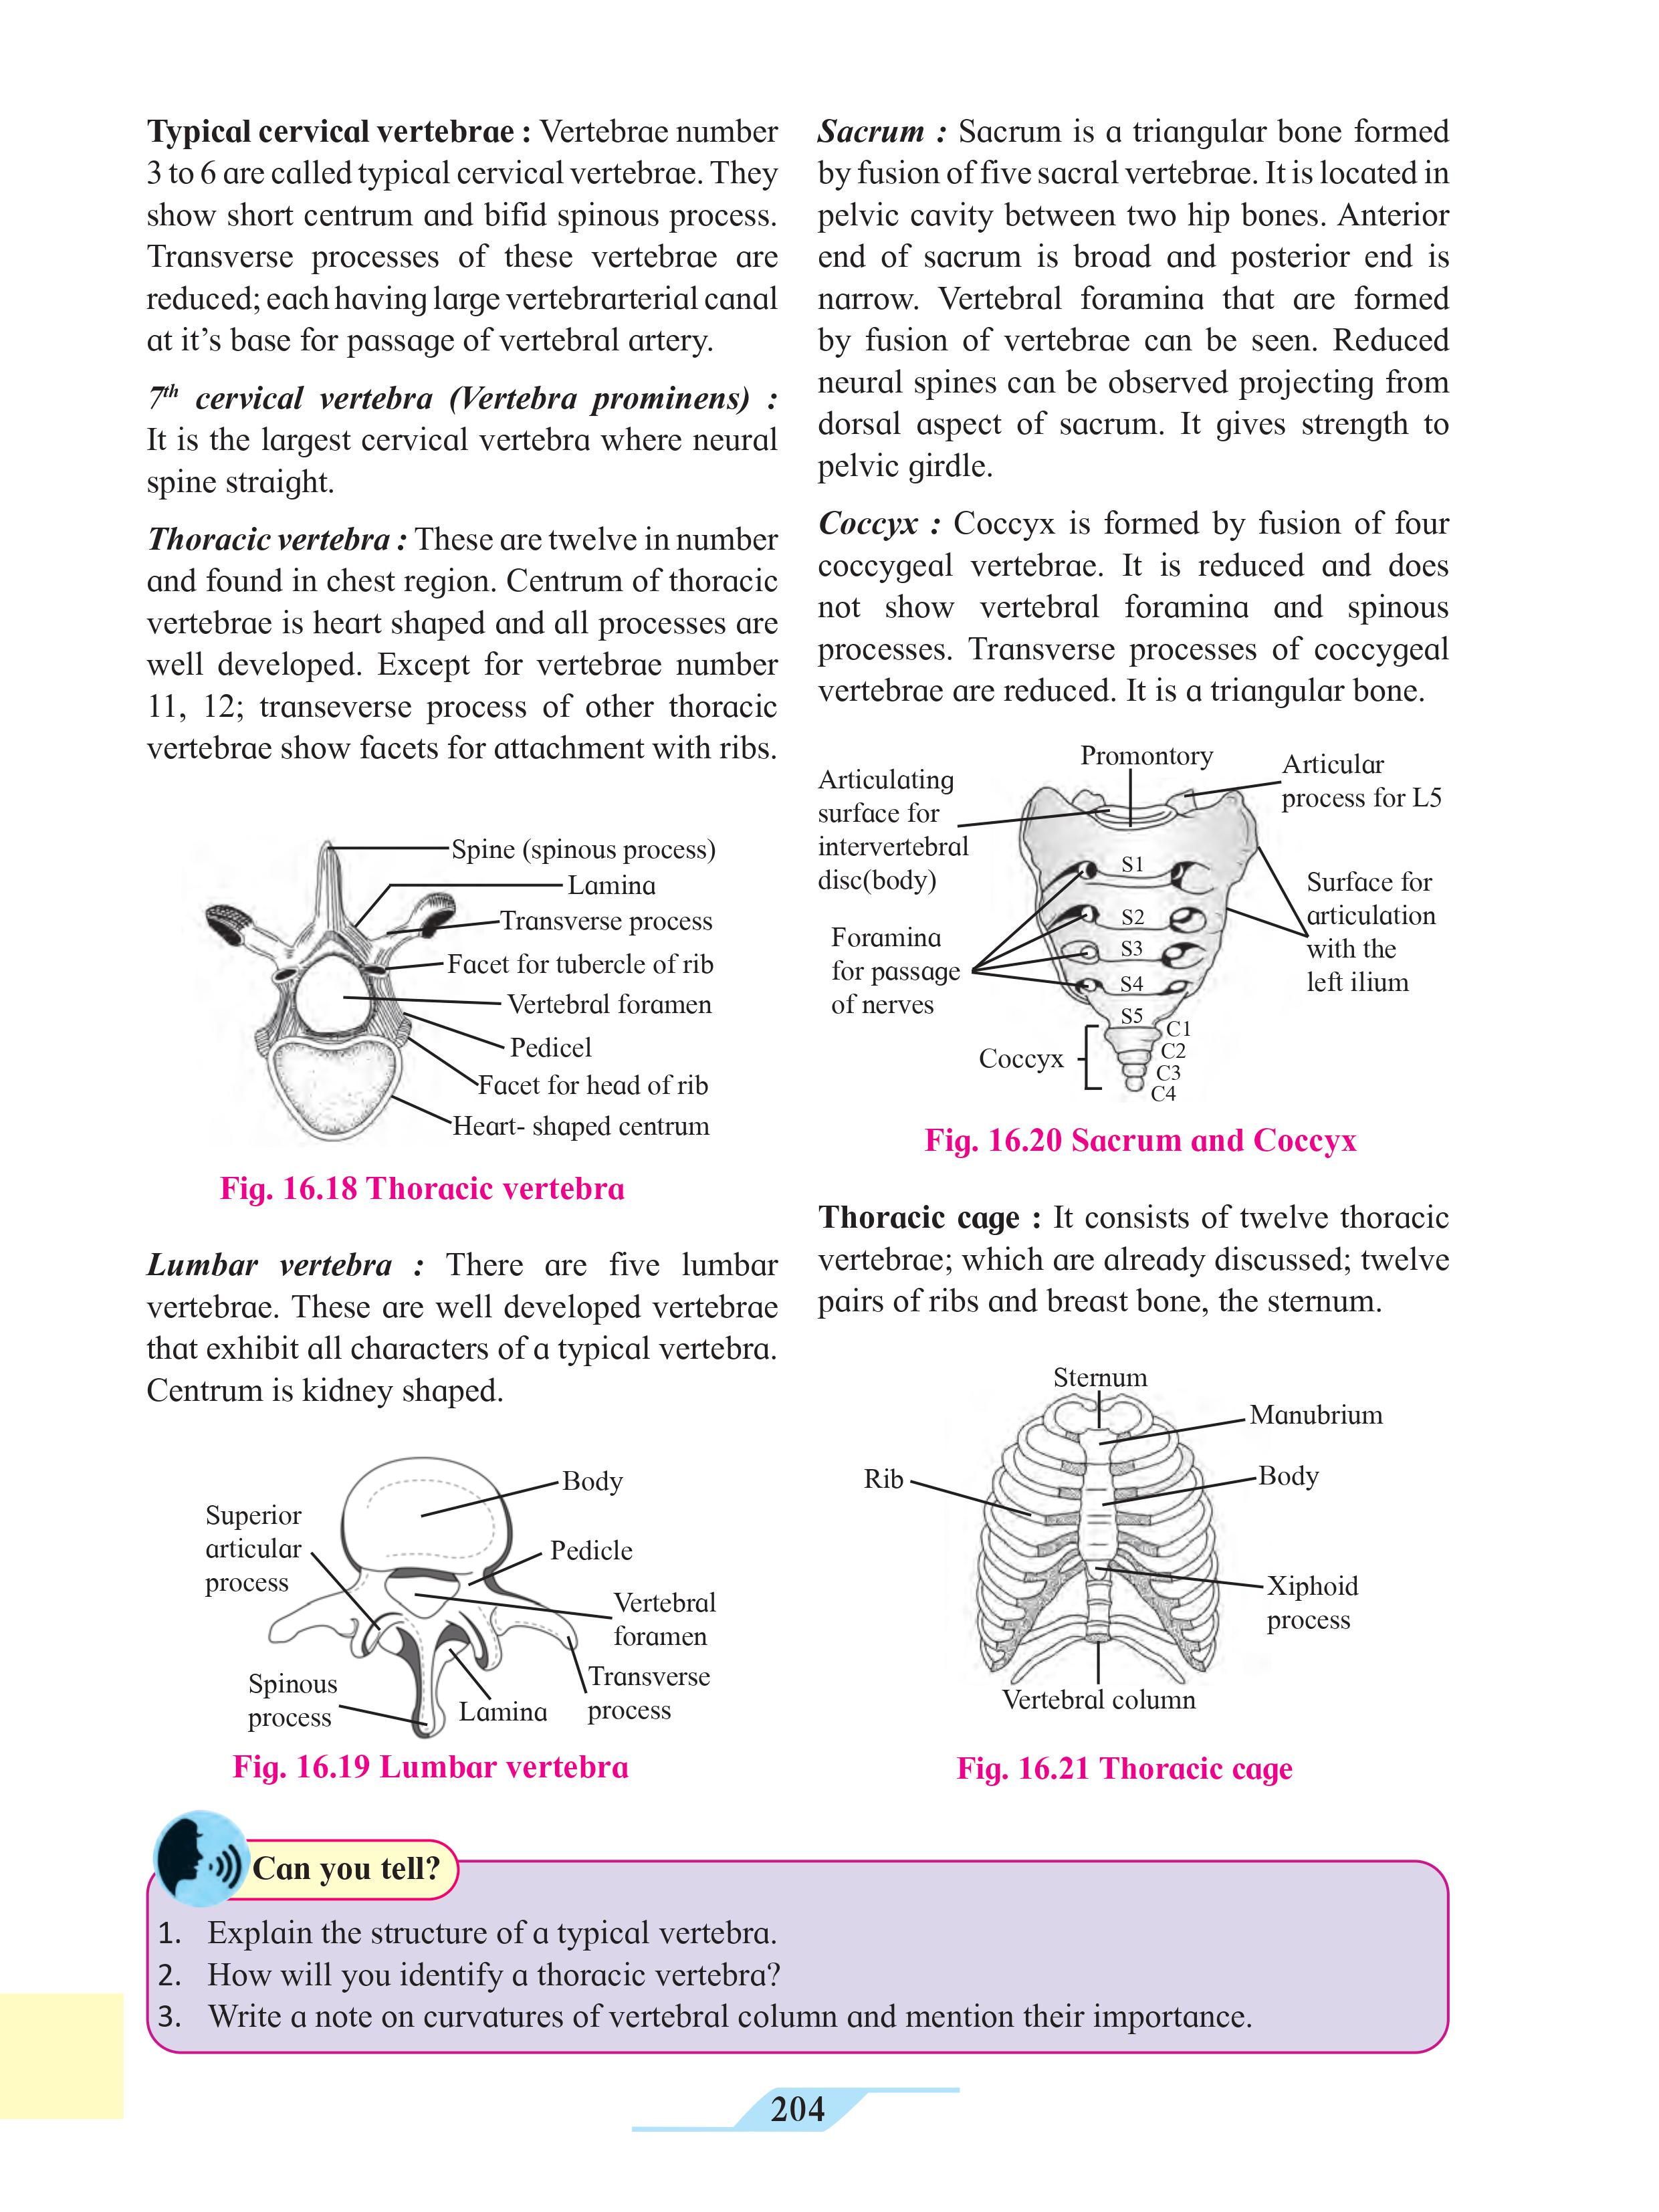 Typical cervical vertebrae : Vertebrae number
3 to 6 are called typical cervical vertebrae. They
show short centrum and bifid spinous process.
Transverse processes of these vertebrae are
reduced; each having large vertebrarterial canal
at it’s base for passage of vertebral artery.
7th cervical vertebra (Vertebra prominens) :
It is the largest cervical vertebra where neural
spine straight.
Thoracic vertebra : These are twelve in number
and found in chest region. Centrum of thoracic
vertebrae is heart shaped and all processes are
well developed. Except for vertebrae number
11, 12; transeverse process of other thoracic
vertebrae show facets for attachment with ribs.
Spine (spinous process)
Lamina
Transverse process
Facet for tubercle of rib
Vertebral foramen
Pedicel
Facet for head of rib
Heart- shaped centrum
Fig. 16.18 Thoracic vertebra
Lumbar vertebra : There are five lumbar
vertebrae. These are well developed vertebrae
that exhibit all characters of a typical vertebra.
Centrum is kidney shaped.
Body
Superior
articular
process
Pedicle
Vertebral
foramen
Transverse
process
Spinous
process
Lamina
Fig. 16.19 Lumbar vertebra
Sacrum : Sacrum is a triangular bone formed
by fusion of five sacral vertebrae. It is located in
pelvic cavity between two hip bones. Anterior
end of sacrum is broad and posterior end is
narrow. Vertebral foramina that are formed
by fusion of vertebrae can be seen. Reduced
neural spines can be observed projecting from
dorsal aspect of sacrum. It gives strength to
pelvic girdle.
Coccyx : Coccyx is formed by fusion of four
coccygeal vertebrae. It is reduced and does
not show vertebral foramina and spinous
processes. Transverse processes of coccygeal
vertebrae are reduced. It is a triangular bone.
Promontory
Articular
process for L5
Articulating
surface for
intervertebral
disc(body)
S1
S2
S3
S4
S5
Surface for
articulation
with the
left ilium
Foramina
for passage
of nerves
C1
C2
C3
C4
Coccyx
Fig. 16.20 Sacrum and Coccyx
Thoracic cage : It consists of twelve thoracic
vertebrae; which are already discussed; twelve
pairs of ribs and breast bone, the sternum.
Sternum
Manubrium
Rib
Body
Xiphoid
process
Vertebral column
Fig. 16.21 Thoracic cage
Can you tell?
1. Explain the structure of a typical vertebra.
2. How will you identify a thoracic vertebra?
3. Write a note on curvatures of vertebral column and mention their importance.
204